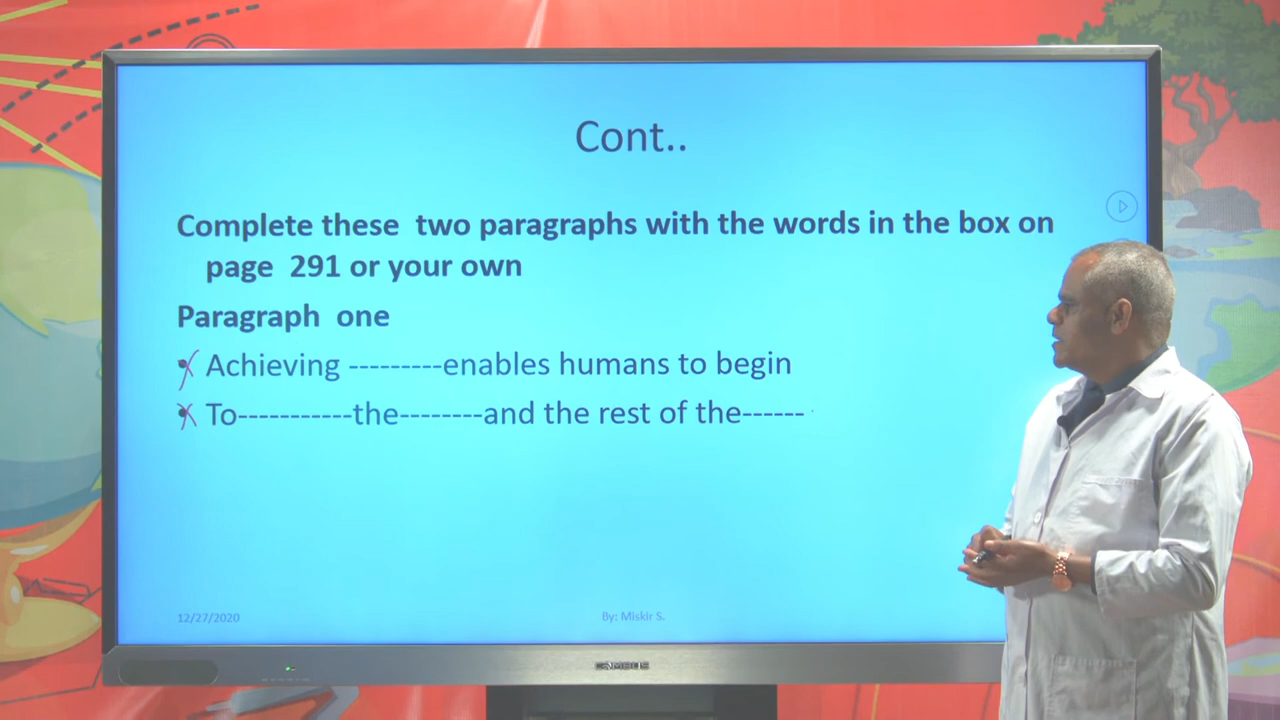 Cont..
Complete these two paragraphs with the words in the box on
page 291 or your own
Paragraph one
Achieving ---------enables humans to begin
To-----------the--------and the rest of the------
12/27/2020
By: Miskir S.